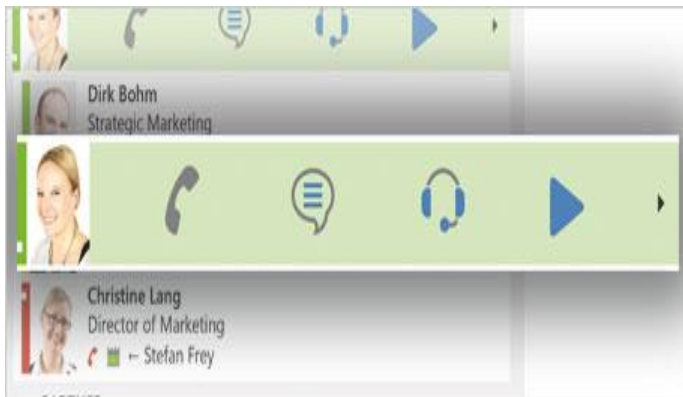 Dirk Bohm
Strategic Marketing
Christine Lang
Director of Marketing
← Stefan Frey